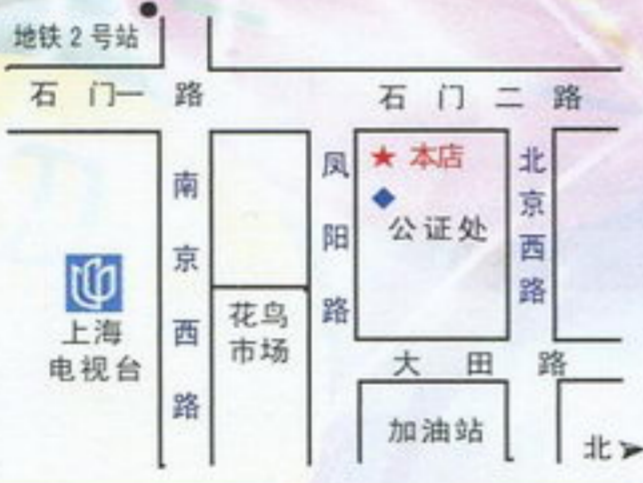 地铁2号站
石门一路
石门二路
南京西路
凤阳路
★本店
北京西路
公证处
上海
电视台
花鸟
市场
大田路
加油站
北